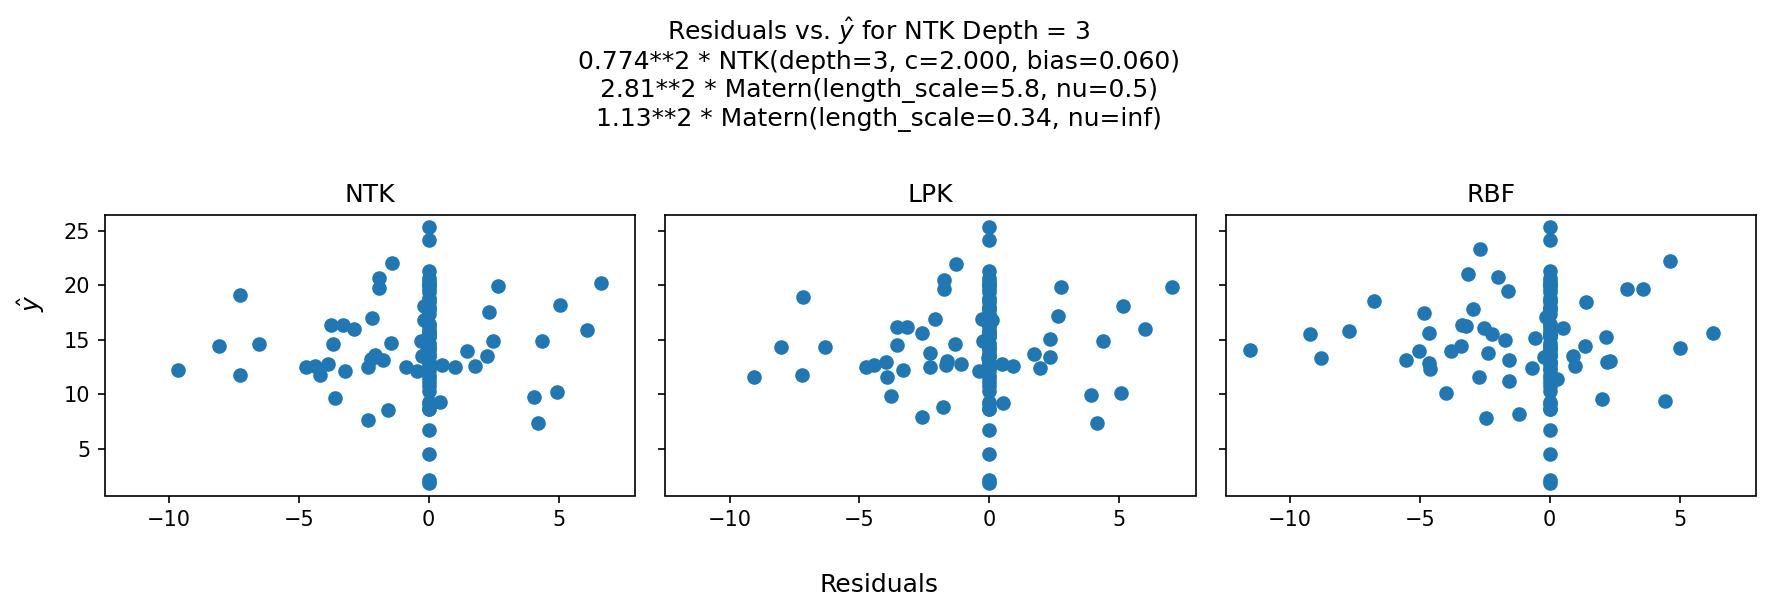 Residuals vs. ŷ for NTK Depth = 3
0.774**2 * NTK(depth=3, c=2.000, bias=0.060)
2.81**2 * Matern(length_scale=5.8, nu=0.5)
1.13**2 * Matern(length_scale=0.34, nu=inf)
NTK LPK RBF
25
20
15
10
5
ŷ
−10 −5 0 5 −10 −5 0 5 −10 −5 0 5
Residuals